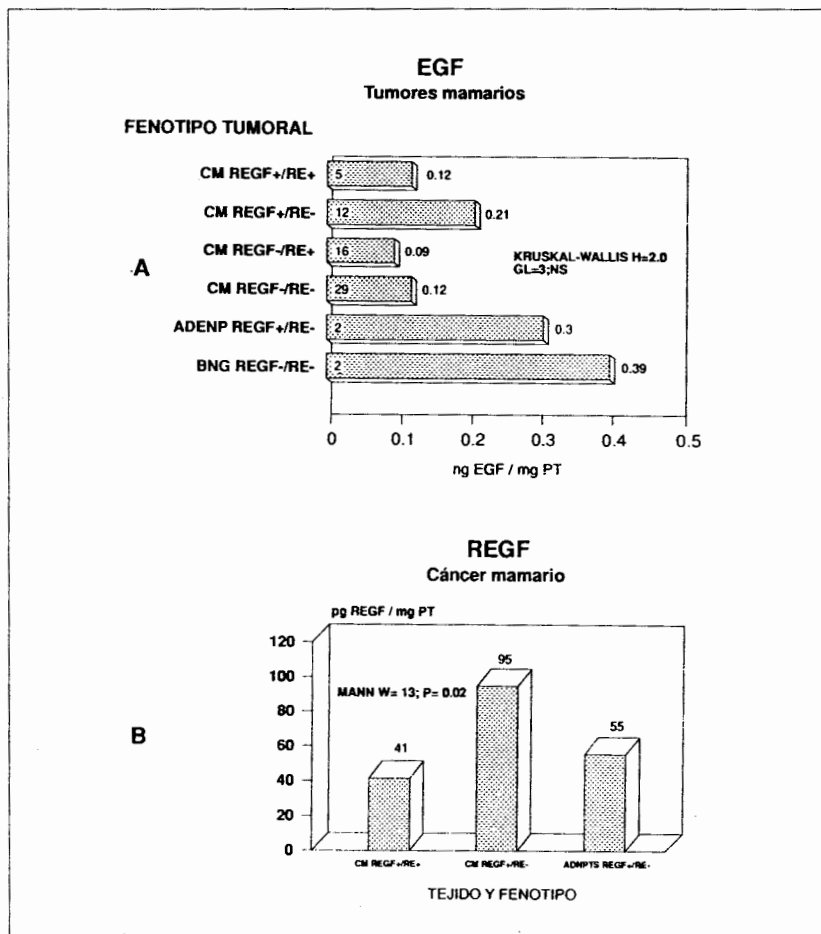 EGF
Tumores mamarios
FENOTIPO TUMORAL
A
CM REGF+/RE+ 5 0.12
CM REGF+/RE- 12 0.21
CM REGF-/RE+ 16 0.09
CM REGF-/RE- 29 0.12
ADENP REGF+/RE- 2 0.3
BNG REGF-/RE- 2 0.39
KRUSKAL-WALLIS H=2.0
GL=3;NS
0 0.1 0.2 0.3 0.4 0.5
ng EGF / mg PT
REGF
Cáncer mamario
B
pg REGF / mg PT
120
100
80
60
40
20
0
MANN W= 13; P= 0.02
41
95
55
CM REGF+/RE+ CM REGF+/RE- ADNPTS REGF+/RE-
TEJIDO Y FENOTIPO